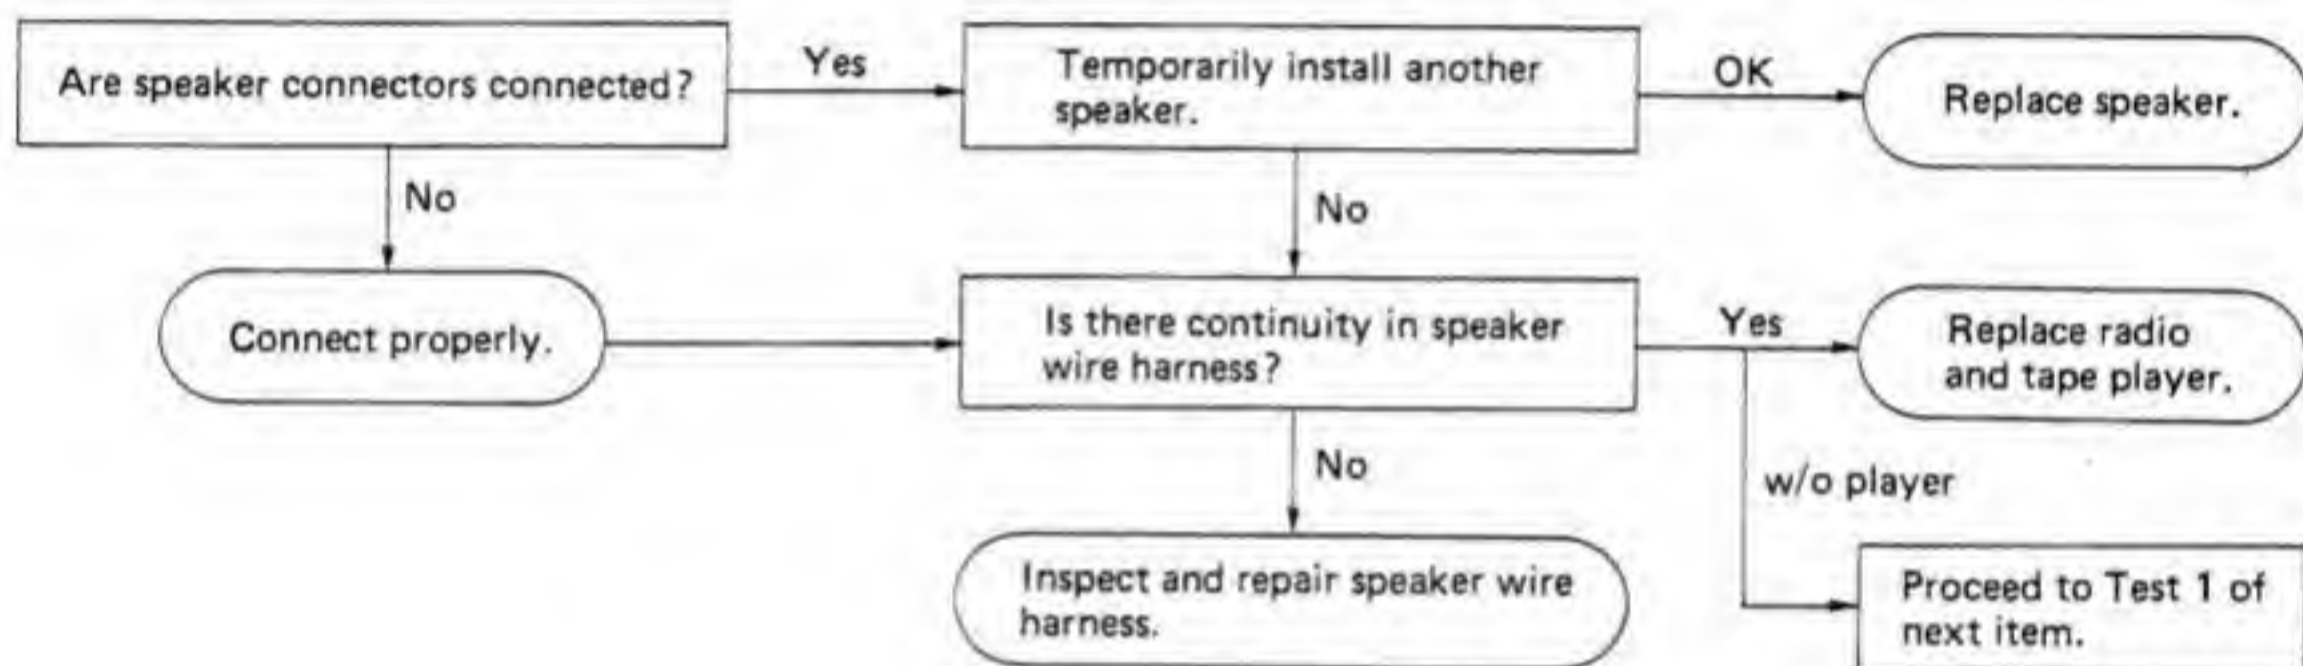 Are speaker connectors connected?
Yes
Temporarily install another
speaker.
OK
Replace speaker.
No
No
Connect properly.
Is there continuity in speaker
wire harness?
Yes
Replace radio
and tape player.
No
w/o player
Inspect and repair speaker wire
harness.
Proceed to Test 1 of
next item.